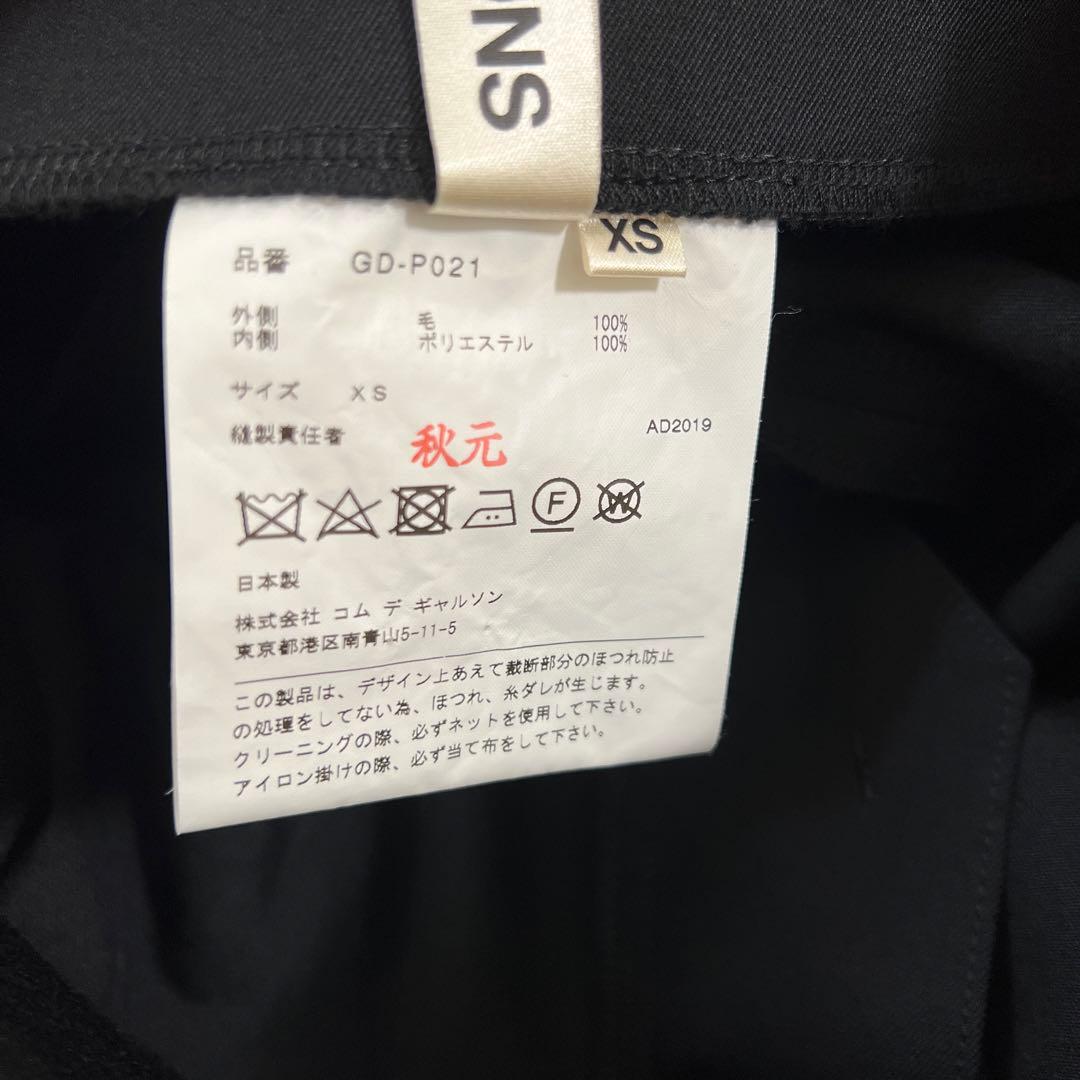 ONS
XS
品番 GD-P021
外側 毛 100%
内側 ポリエステル 100%
サイズ XS
縫製責任者 秋元 AD2019
F W
日本製
株式会社 コム デ ギャルソン
東京都港区南青山5-11-5
この製品は、デザイン上あえて裁断部分のほつれ防止
の処理をしてない為、ほつれ、糸ダレが生じます。
クリーニングの際、必ずネットを使用して下さい。
アイロン掛けの際、必ず当て布をして下さい。